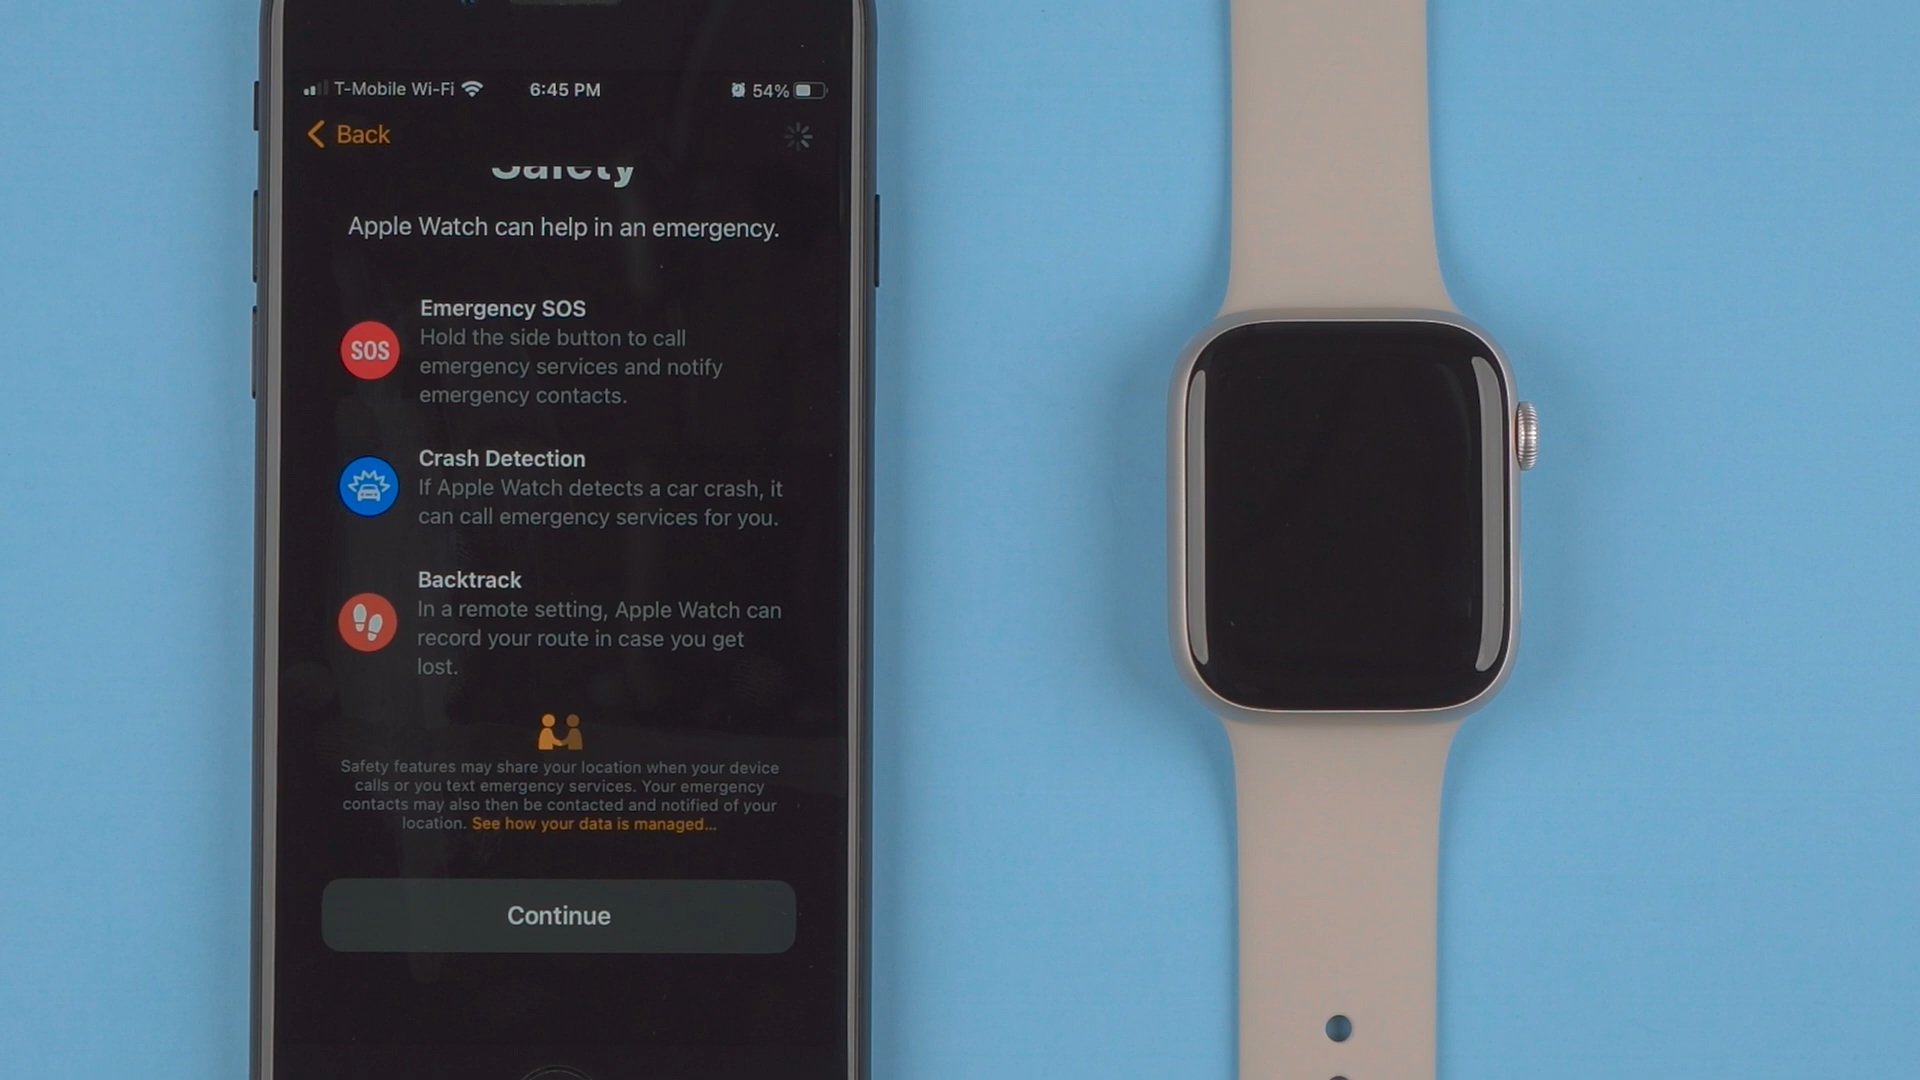 T-Mobile Wi-Fi 6:45 PM 54%
Back
Safety
Apple Watch can help in an emergency.
Emergency SOS
SOS
Hold the side button to call
emergency services and notify
emergency contacts.
Crash Detection
If Apple Watch detects a car crash, it
can call emergency services for you.
Backtrack
In a remote setting, Apple Watch can
record your route in case you get
lost.
Safety features may share your location when your device
calls or you text emergency services. Your emergency
contacts may also then be contacted and notified of your
location. See how your data is managed...
Continue